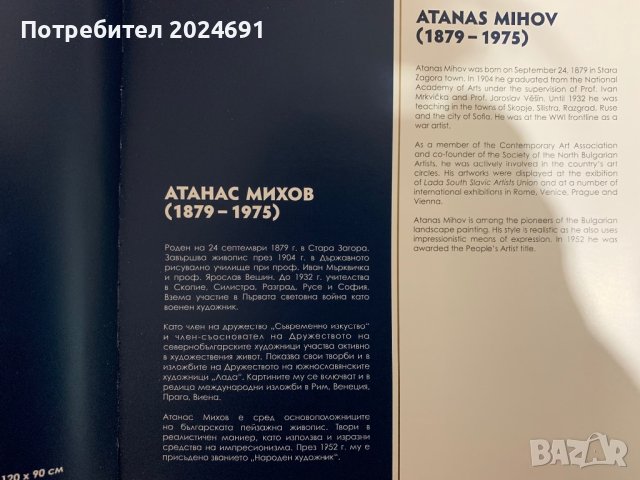 Потребител 2024691
АТАНАС МИХОВ
(1879 – 1975)
Роден на 24 септември 1879 г. в Стара Загора.
Завършва живопис през 1904 г. в Държавното
рисувално училище при проф. Иван Мърквичка
и проф. Ярослав Вешин. До 1932 г. учителства
в Скопие, Силистра, Разград, Русе и София.
Взема участие в Първата световна война като
военен художник.
Като член на дружество „Съвременно изкуство“
и член-съосновател на Дружеството на
севернобългарските художници участва активно
в художествения живот. Показва свои творби и в
изложбите на Дружеството на южнославянските
художници „Лада“. Картините му се включват и в
редица международни изложби в Рим, Венеция,
Прага, Виена.
Атанас Михов е сред основоположниците
на българската пейзажна живопис. Твори в
реалистичен маниер, като използва и изразни
средства на импресионизма. През 1952 г. му е
присъдено званието „Народен художник“.
120 x 90 см
ATANAS MIHOV
(1879 – 1975)
Atanas Mihov was born on September 24, 1879 in Stara
Zagora town. In 1904 he graduated from the National
Academy of Arts under the supervision of Prof. Ivan
Mrkvička and Prof. Jaroslav Věšín. Until 1932 he was
teaching in the towns of Skopje, Silistra, Razgrad, Ruse
and the city of Sofia. He was at the WWI frontline as a
war artist.
As a member of the Contemporary Art Association
and co-founder of the Society of the North Bulgarian
Artists, he was actively involved in the country's art
circles. His artworks were displayed at the exibition
of Lada South Slavic Artists Union and at a number of
international exhibitions in Rome, Venice, Prague and
Vienna.
Atanas Mihov is among the pioneers of the Bulgarian
landscape painting. His style is realistic as he also uses
impressionistic means of expression. In 1952 he was
awarded the People's Artist title.
BAZAR